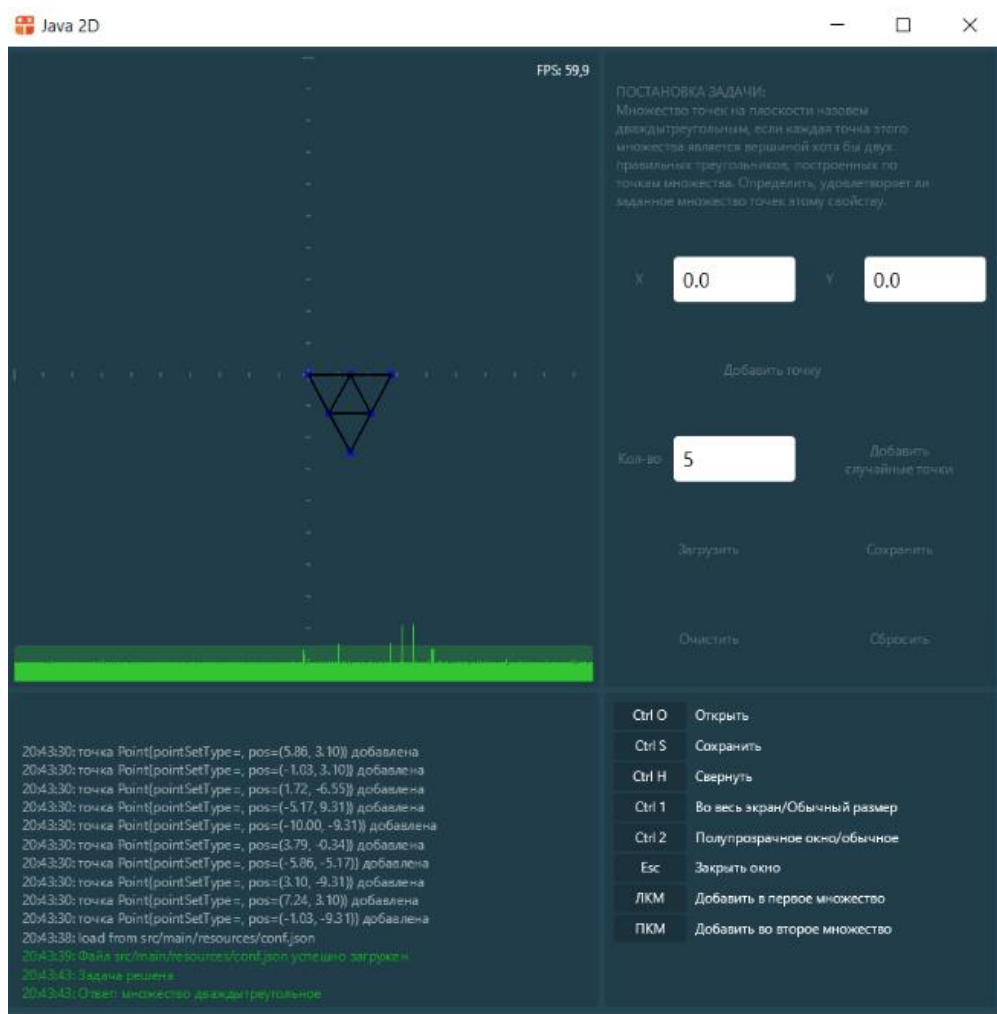 Java 2D
FPS: 59,9
ПОСТАНОВКА ЗАДАЧИ:
Множество точек на плоскости назовем
дваждытреугольным, если каждая точка этого
множества является вершиной хотя бы двух
правильных треугольников, построенных по
точкам множества. Определить, удовлетворяет ли
заданное множество точек этому свойству.
X 0.0 Y 0.0
Добавить точку
Кол-во 5 Добавить
случайные точки
Загрузить Сохранить
Очистить Сбросить
20:43:30: точка Point{pointSetType=, pos=(5.86, 3.10)} добавлена
20:43:30: точка Point{pointSetType=, pos=(-1.03, 3.10)} добавлена
20:43:30: точка Point{pointSetType=, pos=(1.72, -6.55)} добавлена
20:43:30: точка Point{pointSetType=, pos=(-5.17, 9.31)} добавлена
20:43:30: точка Point{pointSetType=, pos=(-10.00, -9.31)} добавлена
20:43:30: точка Point{pointSetType=, pos=(3.79, -0.34)} добавлена
20:43:30: точка Point{pointSetType=, pos=(-5.86, -5.17)} добавлена
20:43:30: точка Point{pointSetType=, pos=(3.10, -9.31)} добавлена
20:43:30: точка Point{pointSetType=, pos=(7.24, 3.10)} добавлена
20:43:30: точка Point{pointSetType=, pos=(-1.03, -9.31)} добавлена
20:43:38: load from src/main/resources/conf.json
20:43:39: Файл src/main/resources/conf.json успешно загружен
20:43:43: Задача решена
20:43:43: Ответ: множество дваждытреугольное
Ctrl O Открыть
Ctrl S Сохранить
Ctrl H Свернуть
Ctrl 1 Во весь экран/Обычный размер
Ctrl 2 Полупрозрачное окно/обычное
Esc Закрыть окно
ЛКМ Добавить в первое множество
ПКМ Добавить во второе множество